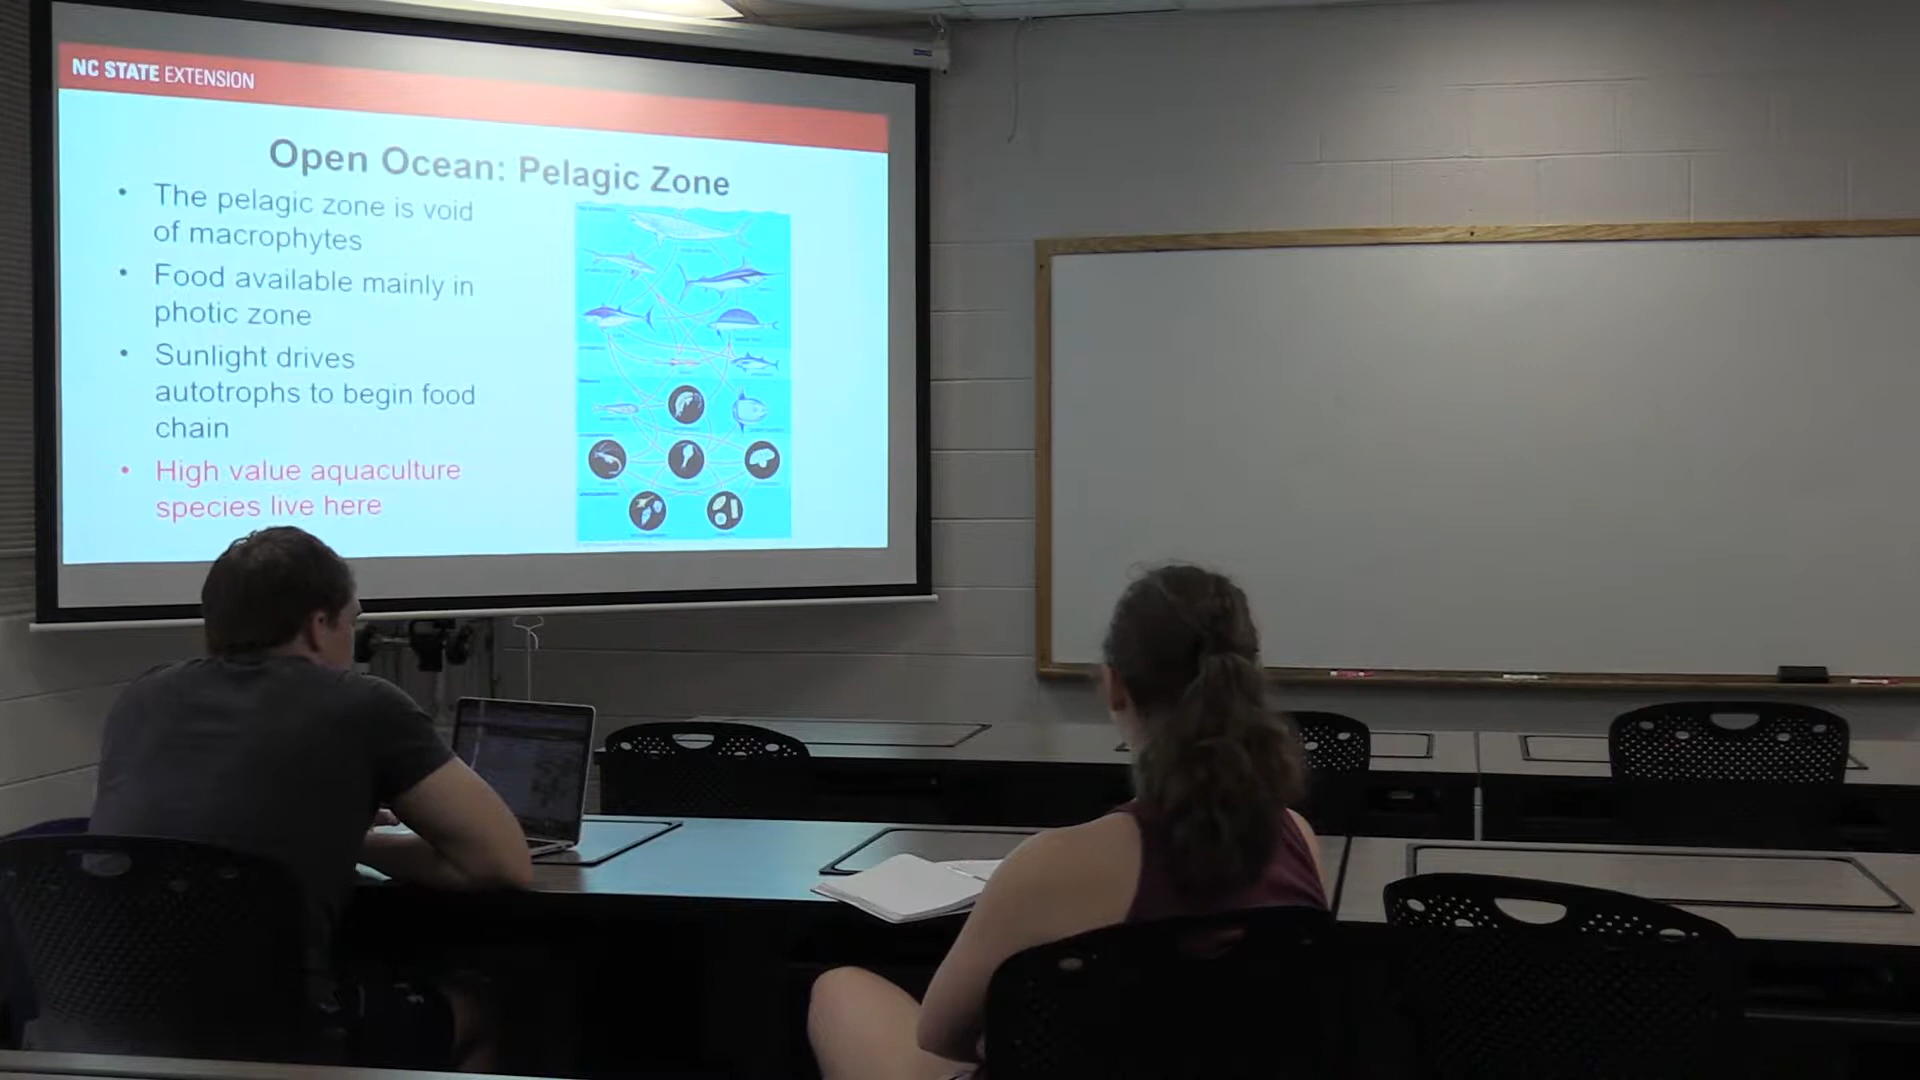 NC STATE EXTENSION
Open Ocean: Pelagic Zone
• The pelagic zone is void
of macrophytes
• Food available mainly in
photic zone
• Sunlight drives
autotrophs to begin food
chain
• High value aquaculture
species live here